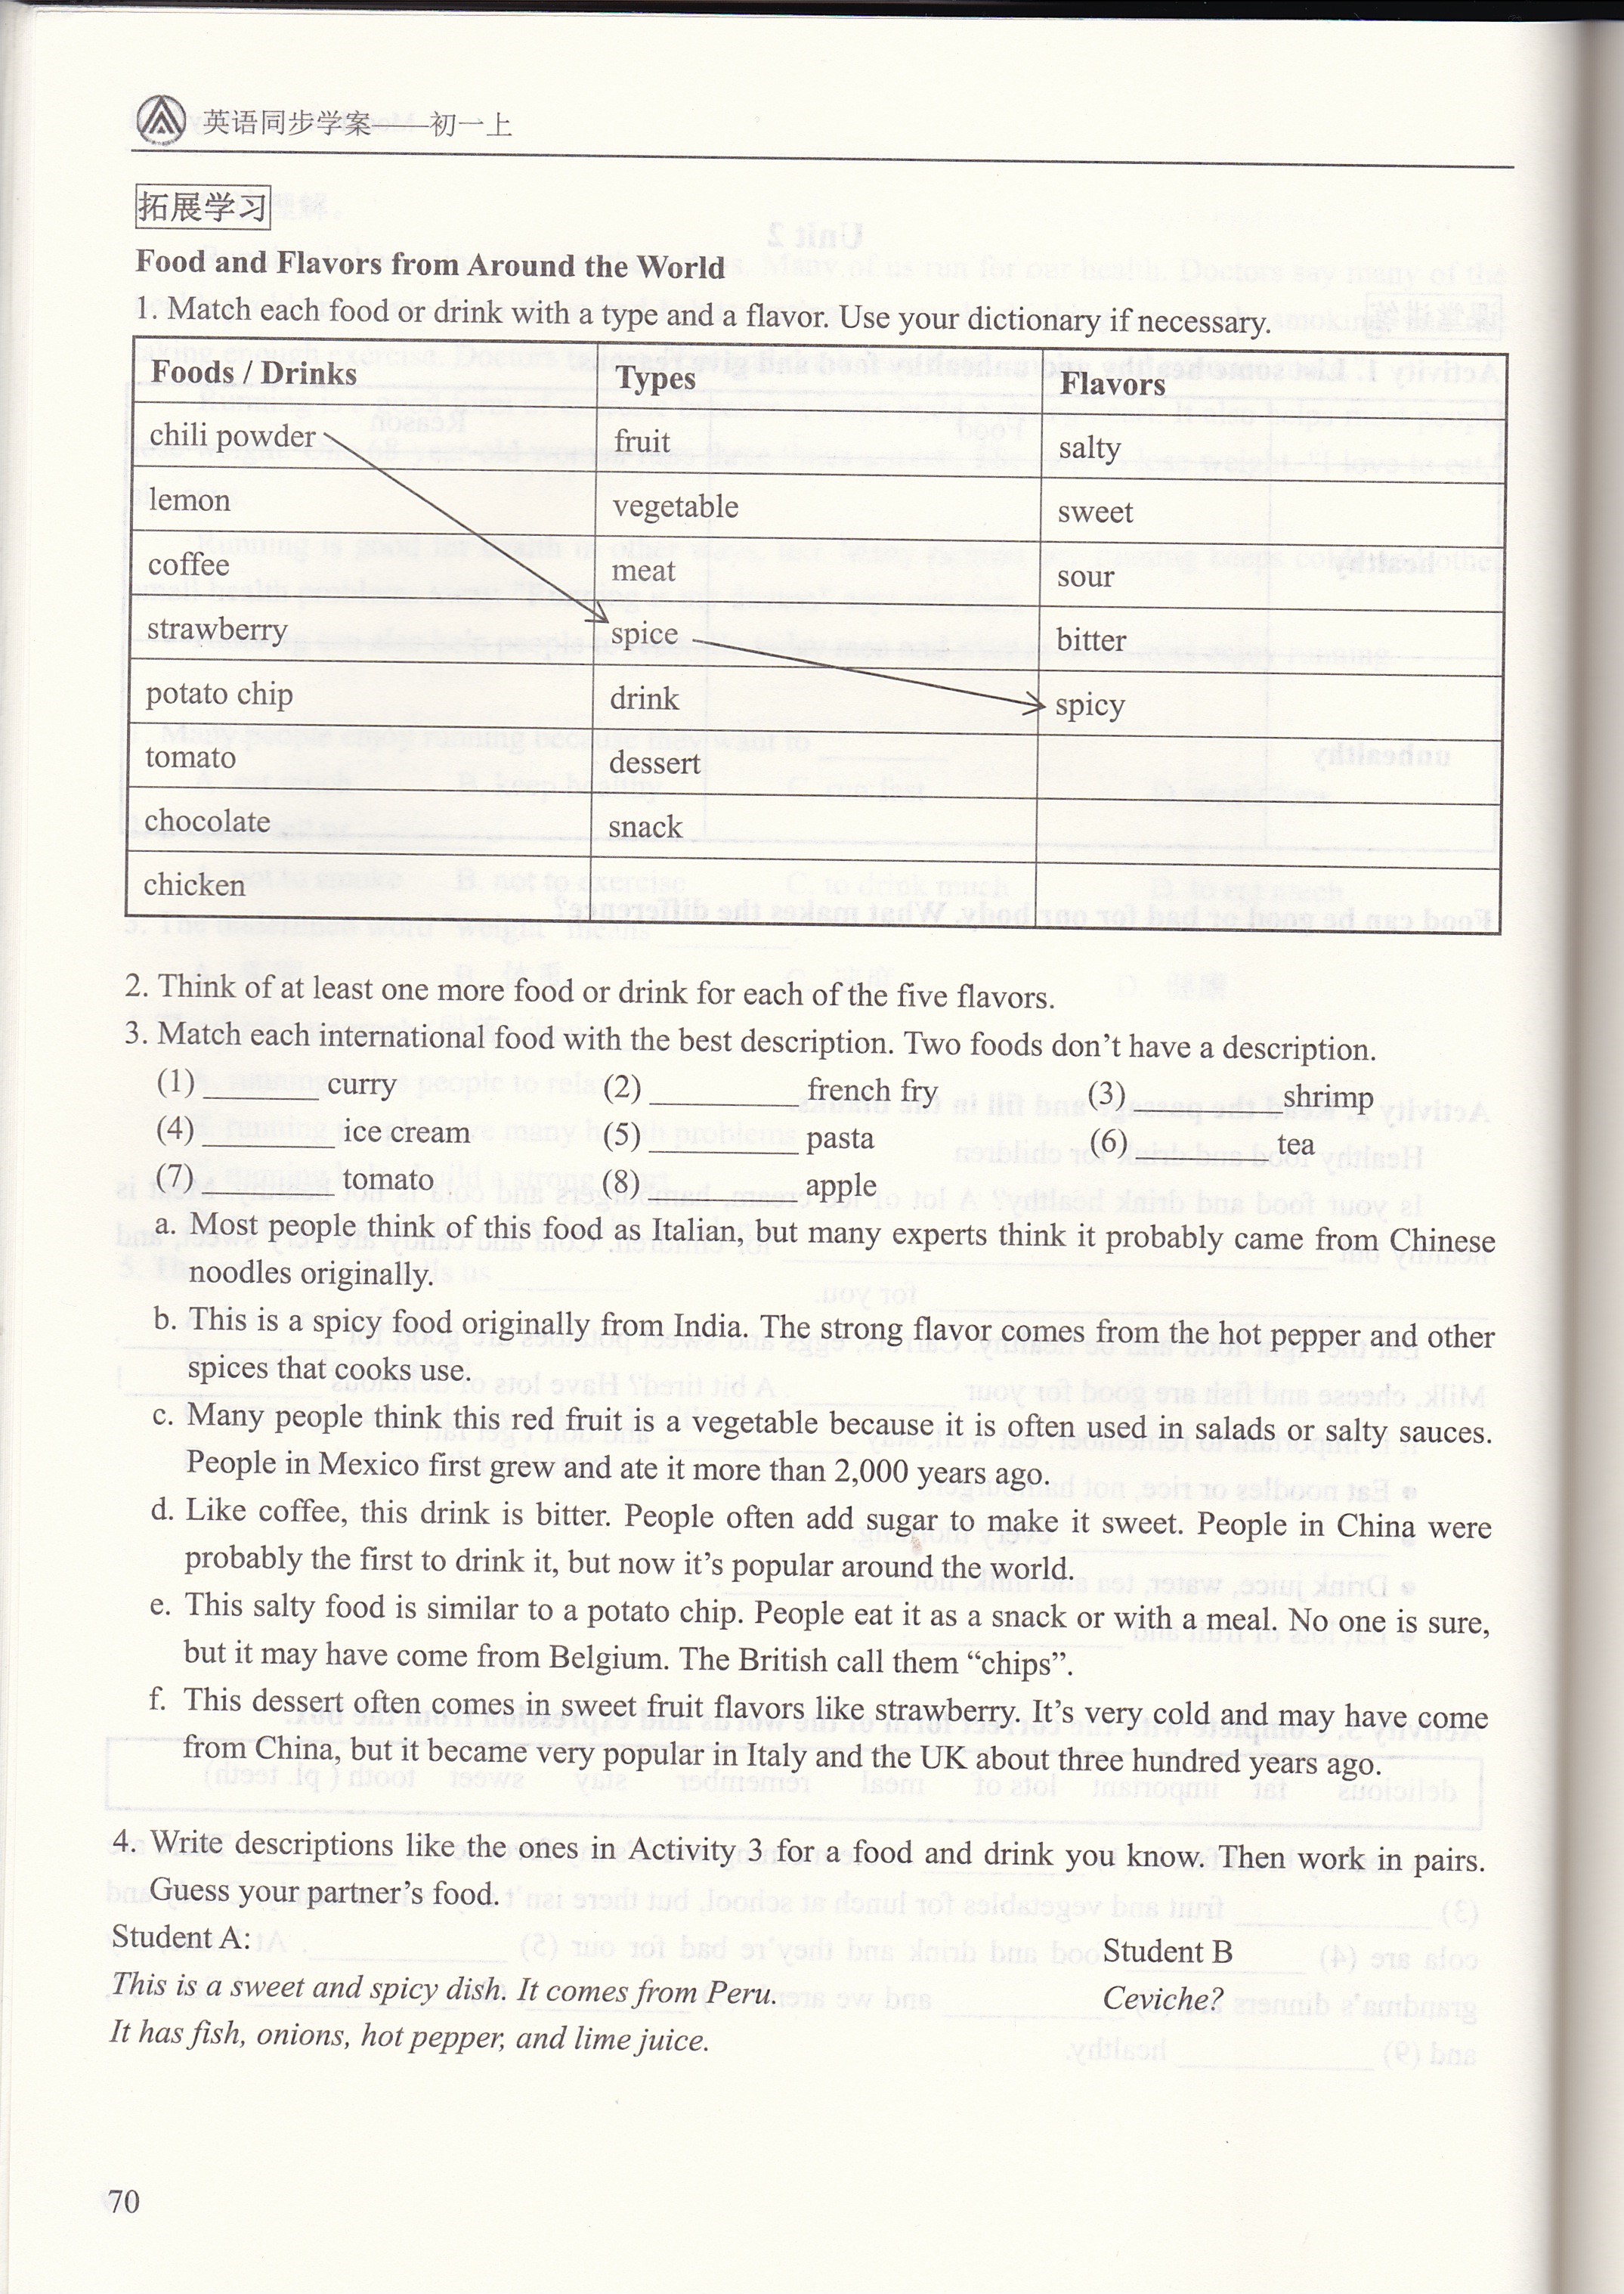 英语同步学案——初一上
拓展学习
Food and Flavors from Around the World
1. Match each food or drink with a type and a flavor. Use your dictionary if necessary.
Foods / Drinks Types Flavors
chili powder fruit salty
lemon vegetable sweet
coffee meat sour
strawberry spice bitter
potato chip drink spicy
tomato dessert
chocolate snack
chicken
2. Think of at least one more food or drink for each of the five flavors.
3. Match each international food with the best description. Two foods don't have a description.
(1) ________ curry (2) __________ french fry (3) __________ shrimp
(4) _________ ice cream (5) __________ pasta (6) _________ tea
(7) _________ tomato (8) __________ apple
a. Most people think of this food as Italian, but many experts think it probably came from Chinese
noodles originally.
b. This is a spicy food originally from India. The strong flavor comes from the hot pepper and other
spices that cooks use.
c. Many people think this red fruit is a vegetable because it is often used in salads or salty sauces.
People in Mexico first grew and ate it more than 2,000 years ago.
d. Like coffee, this drink is bitter. People often add sugar to make it sweet. People in China were
probably the first to drink it, but now it's popular around the world.
e. This salty food is similar to a potato chip. People eat it as a snack or with a meal. No one is sure,
but it may have come from Belgium. The British call them “chips”.
f. This dessert often comes in sweet fruit flavors like strawberry. It's very cold and may have come
from China, but it became very popular in Italy and the UK about three hundred years ago.
4. Write descriptions like the ones in Activity 3 for a food and drink you know. Then work in pairs.
Guess your partner's food.
Student A: Student B
This is a sweet and spicy dish. It comes from Peru. Ceviche?
It has fish, onions, hot pepper, and lime juice.
70